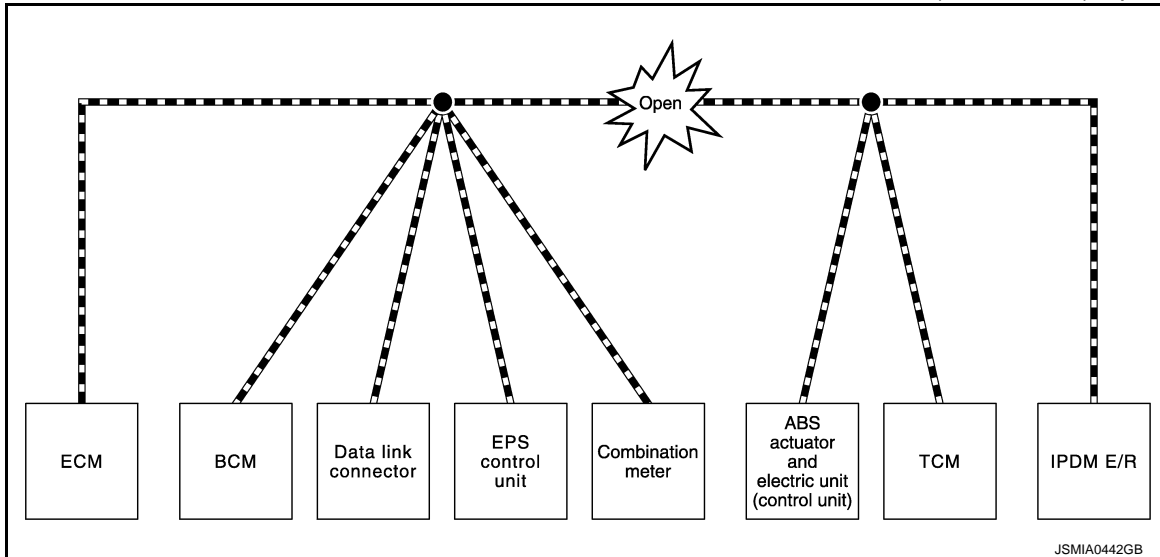 Open
ECM
BCM
Data link
connector
EPS
control
unit
Combination
meter
ABS
actuator
and
electric unit
(control unit)
TCM
IPDM E/R
JSMIA0442GB